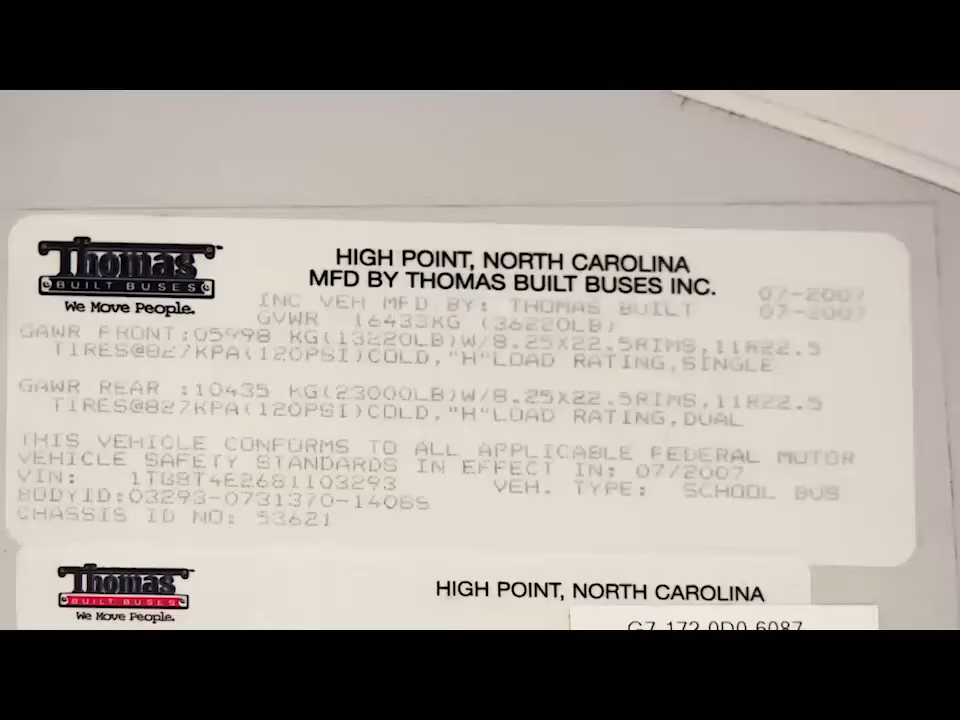 Thomas
BUILT BUSES
We Move People.
HIGH POINT, NORTH CAROLINA
MFD BY THOMAS BUILT BUSES INC.
INC VEH MFD BY: THOMAS BUILT 07-2007
GVWR 16433KG (36220LB) 07-2007
GAWR FRONT:05998 KG(13220LB)W/8.25X22.5RIMS,11R22.5
TIRES@827KPA(120PSI)COLD,"H"LOAD RATING,SINGLE
GAWR REAR :10435 KG(23000LB)W/8.25X22.5RIMS,11R22.5
TIRES@827KPA(120PSI)COLD,"H"LOAD RATING,DUAL
THIS VEHICLE CONFORMS TO ALL APPLICABLE FEDERAL MOTOR
VEHICLE SAFETY STANDARDS IN EFFECT IN: 07/2007
VIN: 1T88T4E2681103293 VEH. TYPE: SCHOOL BUS
BODYID:03293-0731370-1408S
CHASSIS ID NO: 53621
Thomas
BUILT BUSES
We Move People.
HIGH POINT, NORTH CAROLINA
G7-172-0D0-6087